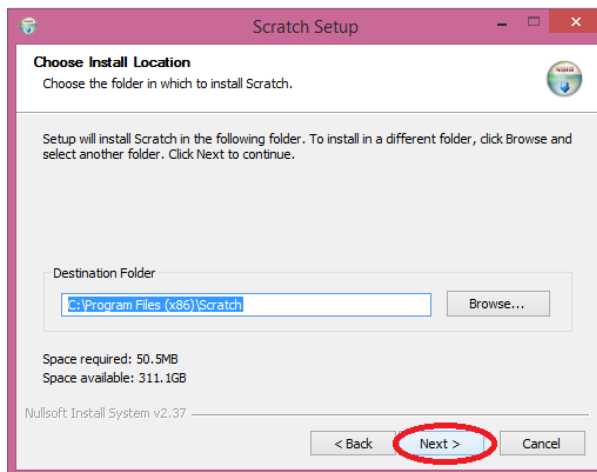 Scratch Setup
Choose Install Location
Choose the folder in which to install Scratch.
Setup will install Scratch in the following folder. To install in a different folder, click Browse and
select another folder. Click Next to continue.
Destination Folder
C:\Program Files (x86)\Scratch
Browse...
Space required: 50.5MB
Space available: 311.1GB
Nullsoft Install System v2.37
< Back Next > Cancel